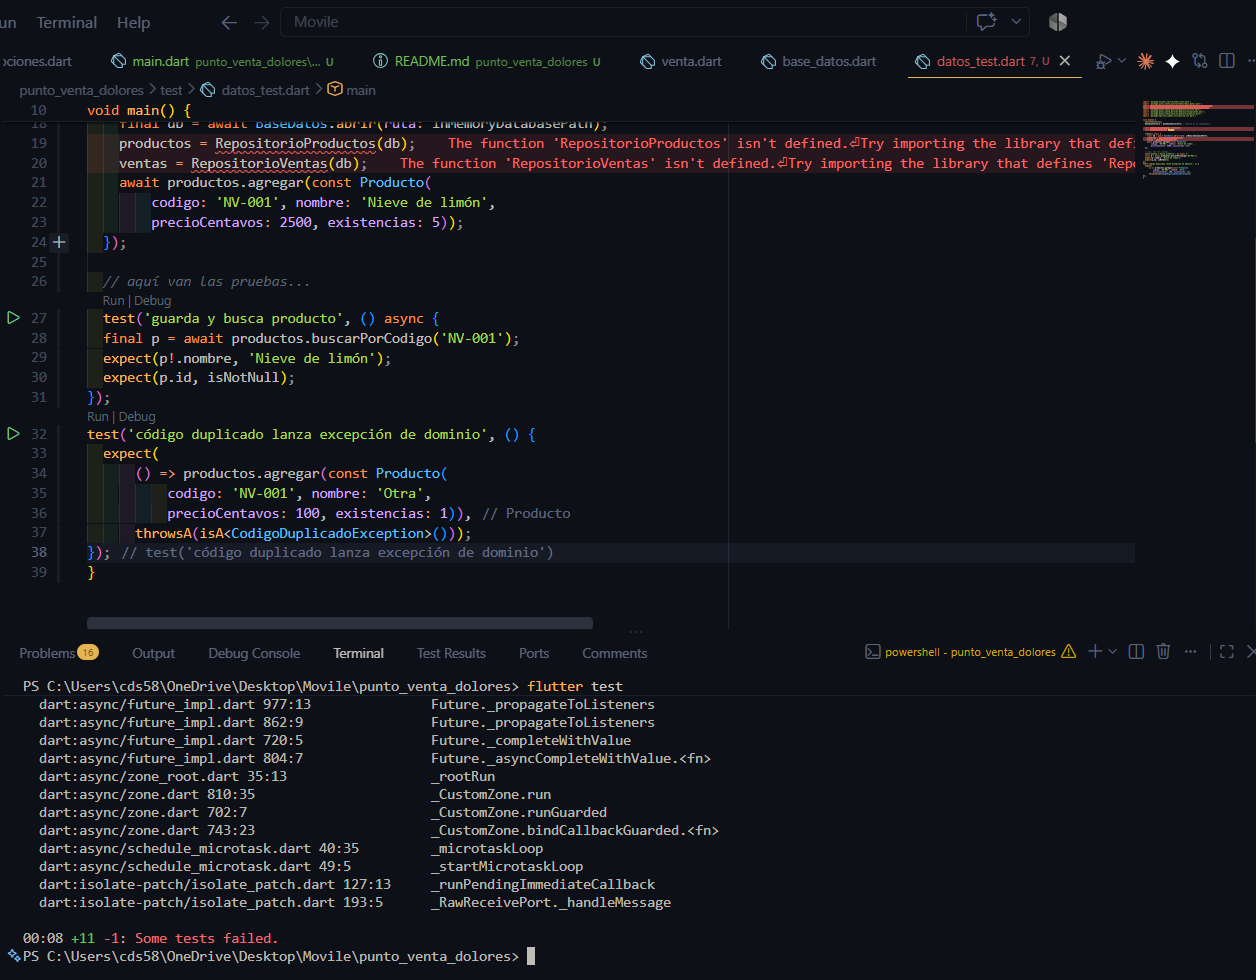 un Terminal Help Movile
ociones.dart main.dart punto_venta_dolores\... U README.md punto_venta_dolores U venta.dart base_datos.dart datos_test.dart 7, U
punto_venta_dolores > test > datos_test.dart > main
10 void main() {
18 final db = await BaseDatos.abrir(ruta: inMemoryDatabasePath);
19 productos = RepositorioProductos(db); The function 'RepositorioProductos' isn't defined.⏎Try importing the library that def
20 ventas = RepositorioVentas(db); The function 'RepositorioVentas' isn't defined.⏎Try importing the library that defines 'Repo
21 await productos.agregar(const Producto(
22 codigo: 'NV-001', nombre: 'Nieve de limón',
23 precioCentavos: 2500, existencias: 5));
24 });
25
26 // aquí van las pruebas...
Run | Debug
27 test('guarda y busca producto', () async {
28 final p = await productos.buscarPorCodigo('NV-001');
29 expect(p!.nombre, 'Nieve de limón');
30 expect(p.id, isNotNull);
31 });
Run | Debug
32 test('código duplicado lanza excepción de dominio', () {
33 expect(
34 () => productos.agregar(const Producto(
35 codigo: 'NV-001', nombre: 'Otra',
36 precioCentavos: 100, existencias: 1)), // Producto
37 throwsA(isA<CodigoDuplicadoException>()));
38 }); // test('código duplicado lanza excepción de dominio')
39 }
Problems 16 Output Debug Console Terminal Test Results Ports Comments powershell - punto_venta_dolores
PS C:\Users\cds58\OneDrive\Desktop\Movile\punto_venta_dolores> flutter test
dart:async/future_impl.dart 977:13 Future._propagateToListeners
dart:async/future_impl.dart 862:9 Future._propagateToListeners
dart:async/future_impl.dart 720:5 Future._completeWithValue
dart:async/future_impl.dart 804:7 Future._asyncCompleteWithValue.<fn>
dart:async/zone_root.dart 35:13 _rootRun
dart:async/zone.dart 810:35 _CustomZone.run
dart:async/zone.dart 702:7 _CustomZone.runGuarded
dart:async/zone.dart 743:23 _CustomZone.bindCallbackGuarded.<fn>
dart:async/schedule_microtask.dart 40:35 _microtaskLoop
dart:async/schedule_microtask.dart 49:5 _startMicrotaskLoop
dart:isolate-patch/isolate_patch.dart 127:13 _runPendingImmediateCallback
dart:isolate-patch/isolate_patch.dart 193:5 _RawReceivePort._handleMessage
00:08 +11 -1: Some tests failed.
PS C:\Users\cds58\OneDrive\Desktop\Movile\punto_venta_dolores>